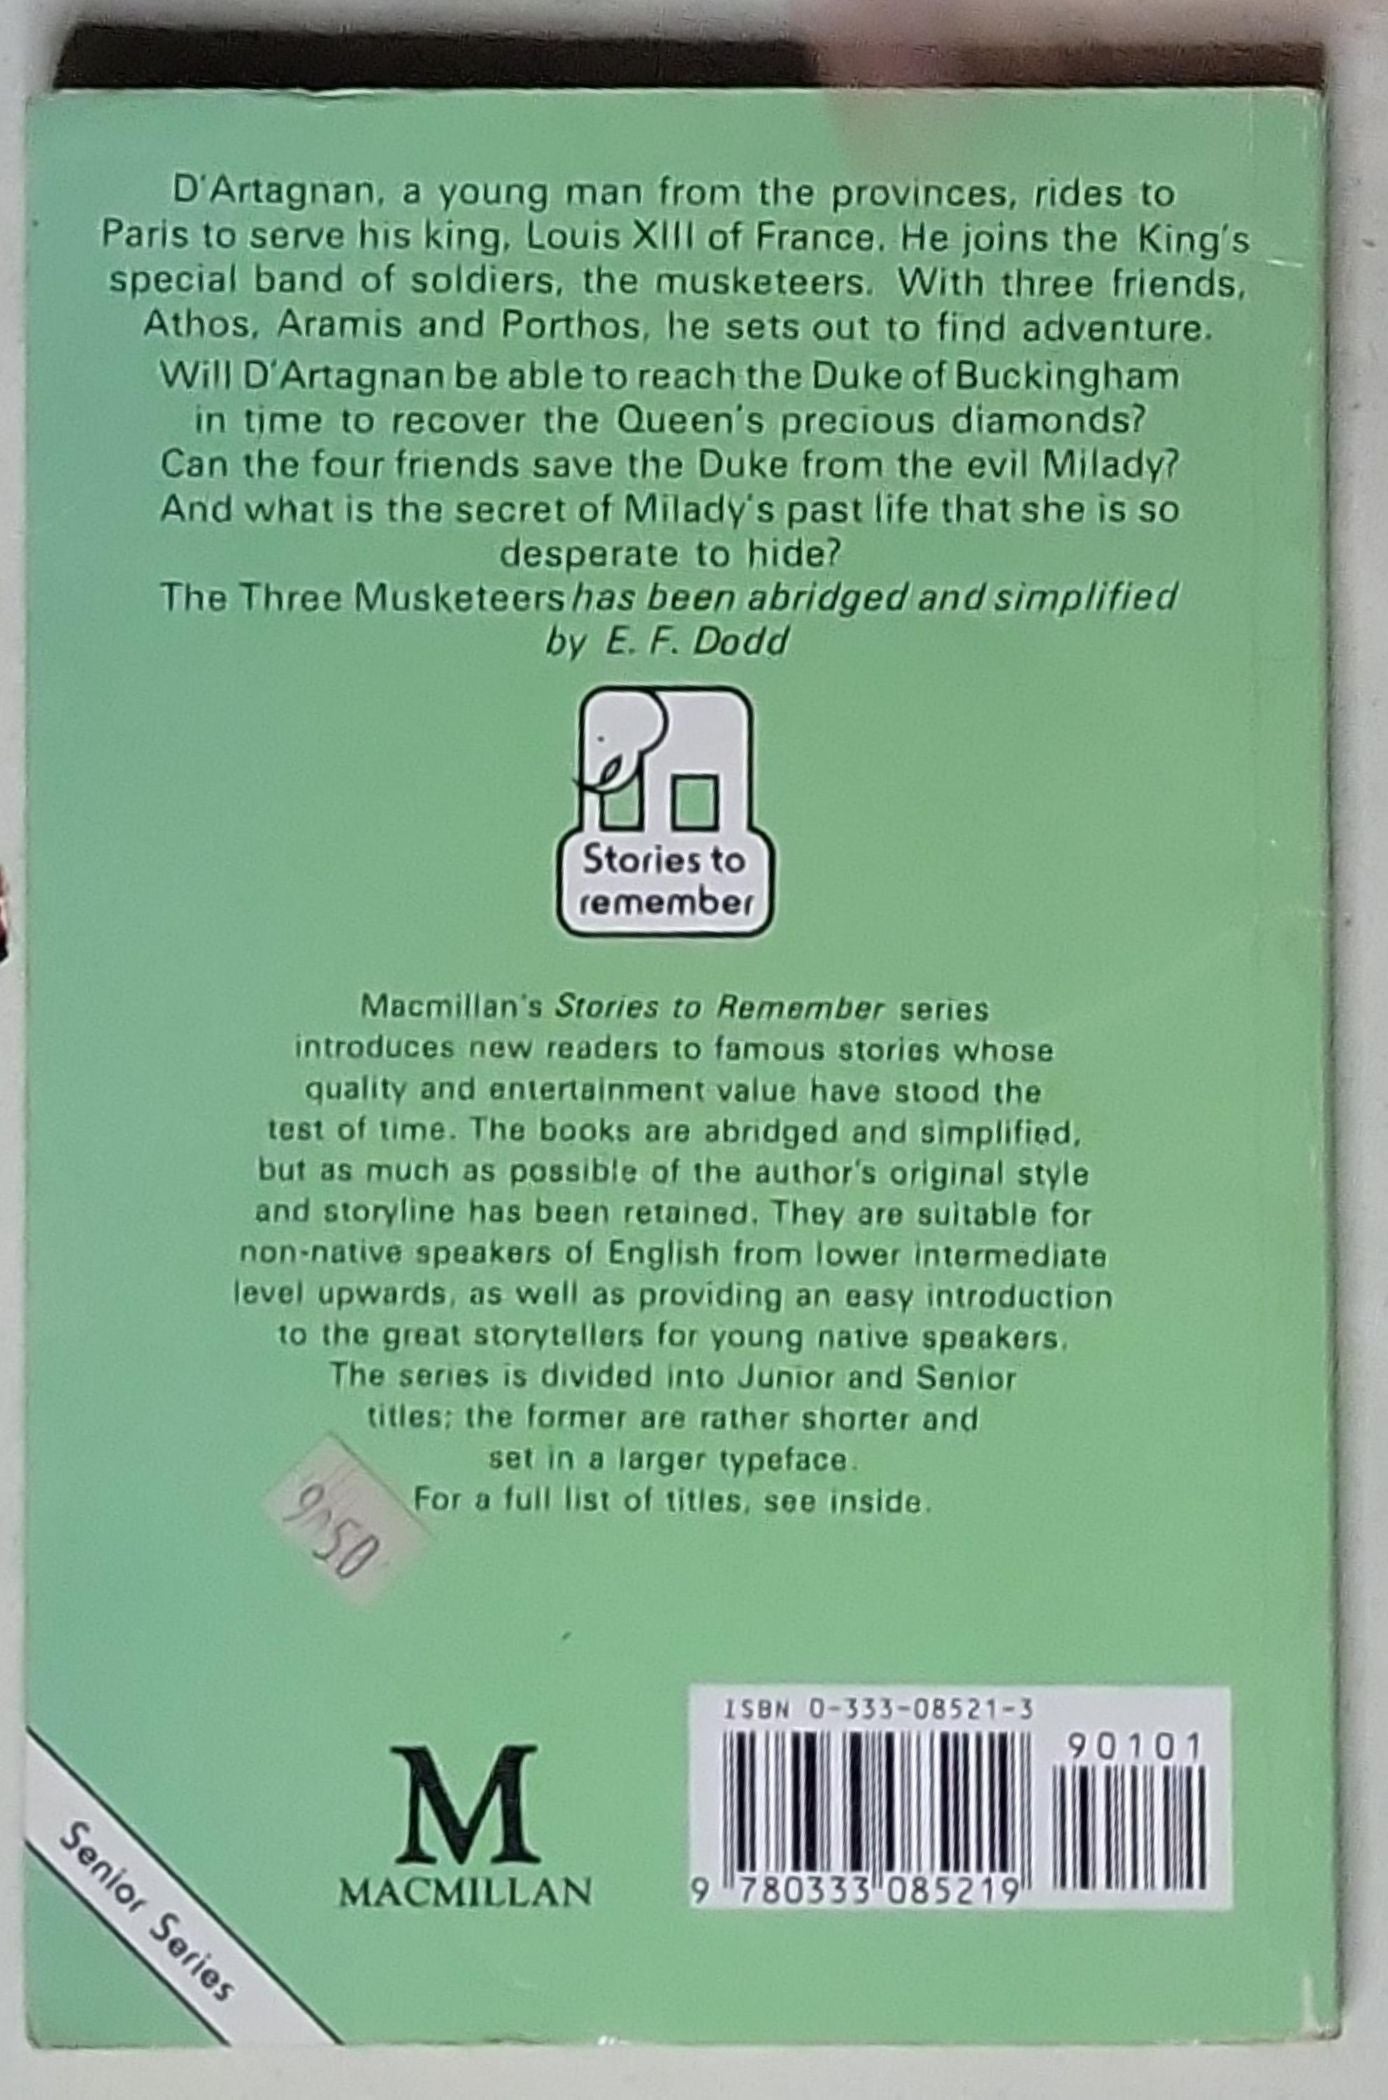 D'Artagnan, a young man from the provinces, rides to
Paris to serve his king, Louis XIII of France. He joins the King's
special band of soldiers, the musketeers. With three friends,
Athos, Aramis and Porthos, he sets out to find adventure.
Will D'Artagnan be able to reach the Duke of Buckingham
in time to recover the Queen's precious diamonds?
Can the four friends save the Duke from the evil Milady?
And what is the secret of Milady's past life that she is so
desperate to hide?
The Three Musketeers has been abridged and simplified
by E. F. Dodd
Stories to
remember
Macmillan's Stories to Remember series
introduces new readers to famous stories whose
quality and entertainment value have stood the
test of time. The books are abridged and simplified,
but as much as possible of the author's original style
and storyline has been retained. They are suitable for
non-native speakers of English from lower intermediate
level upwards, as well as providing an easy introduction
to the great storytellers for young native speakers.
The series is divided into Junior and Senior
titles; the former are rather shorter and
set in a larger typeface.
For a full list of titles, see inside.
Senior Series
M
MACMILLAN
ISBN 0-333-08521-3
90101
9 780333 085219